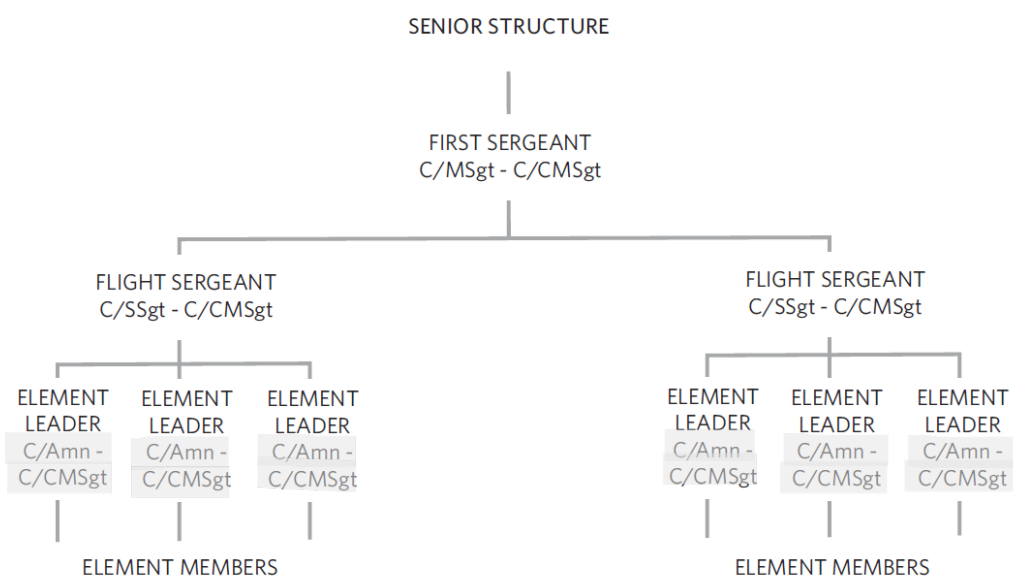 SENIOR STRUCTURE
FIRST SERGEANT
C/MSgt - C/CMSgt
FLIGHT SERGEANT
C/SSgt - C/CMSgt
FLIGHT SERGEANT
C/SSgt - C/CMSgt
ELEMENT
LEADER
C/Amn -
C/CMSgt
ELEMENT
LEADER
C/Amn -
C/CMSgt
ELEMENT
LEADER
C/Amn -
C/CMSgt
ELEMENT
LEADER
C/Amn -
C/CMSgt
ELEMENT
LEADER
C/Amn -
C/CMSgt
ELEMENT
LEADER
C/Amn -
C/CMSgt
ELEMENT MEMBERS
ELEMENT MEMBERS